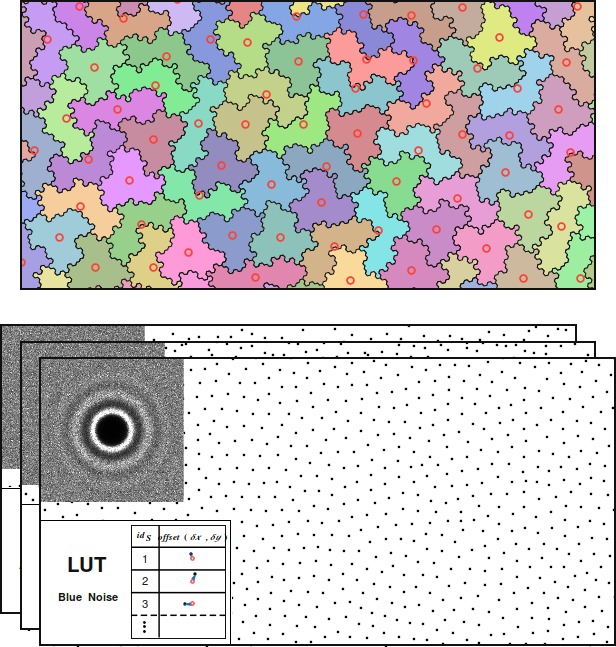 id S offset ( δx , δy )
1
2
3
LUT
Blue Noise